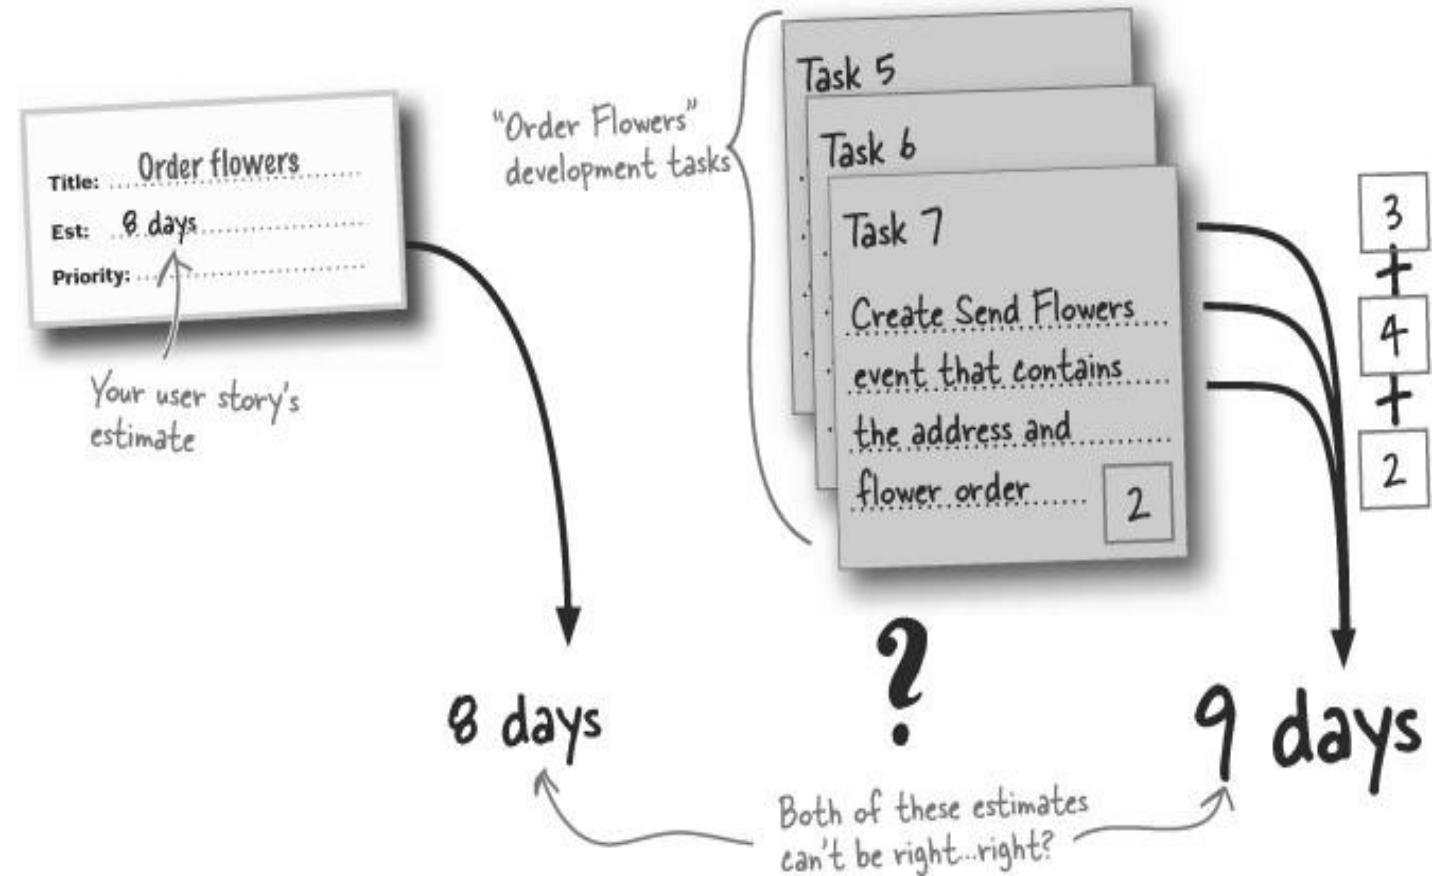 Title: Order flowers
Est: 8 days
Priority:
Your user story's
estimate
"Order Flowers"
development tasks
Task 5
Task 6
Task 7
Create Send Flowers
event that contains
the address and
flower order
2
3
+
4
+
2
8 days
?
9 days
Both of these estimates
can't be right...right?